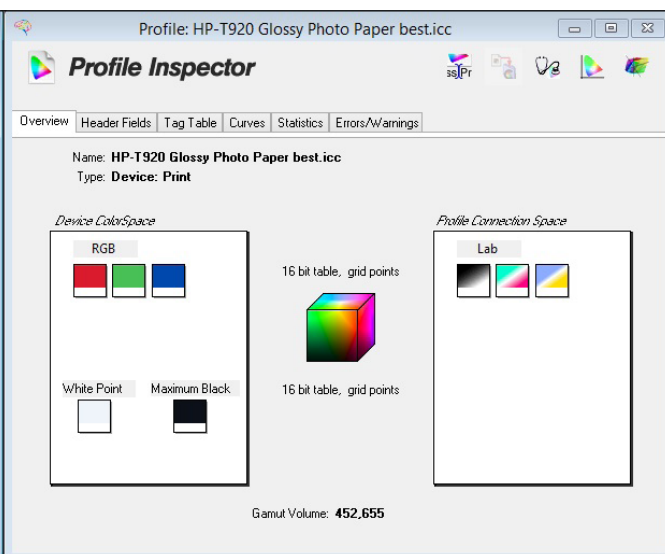 Profile: HP-T920 Glossy Photo Paper best.icc
Profile Inspector
Overview Header Fields Tag Table Curves Statistics Errors/Warnings
Name: HP-T920 Glossy Photo Paper best.icc
Type: Device: Print
Device ColorSpace
Profile Connection Space
RGB
Lab
16 bit table, grid points
White Point Maximum Black
16 bit table, grid points
Gamut Volume: 452,655